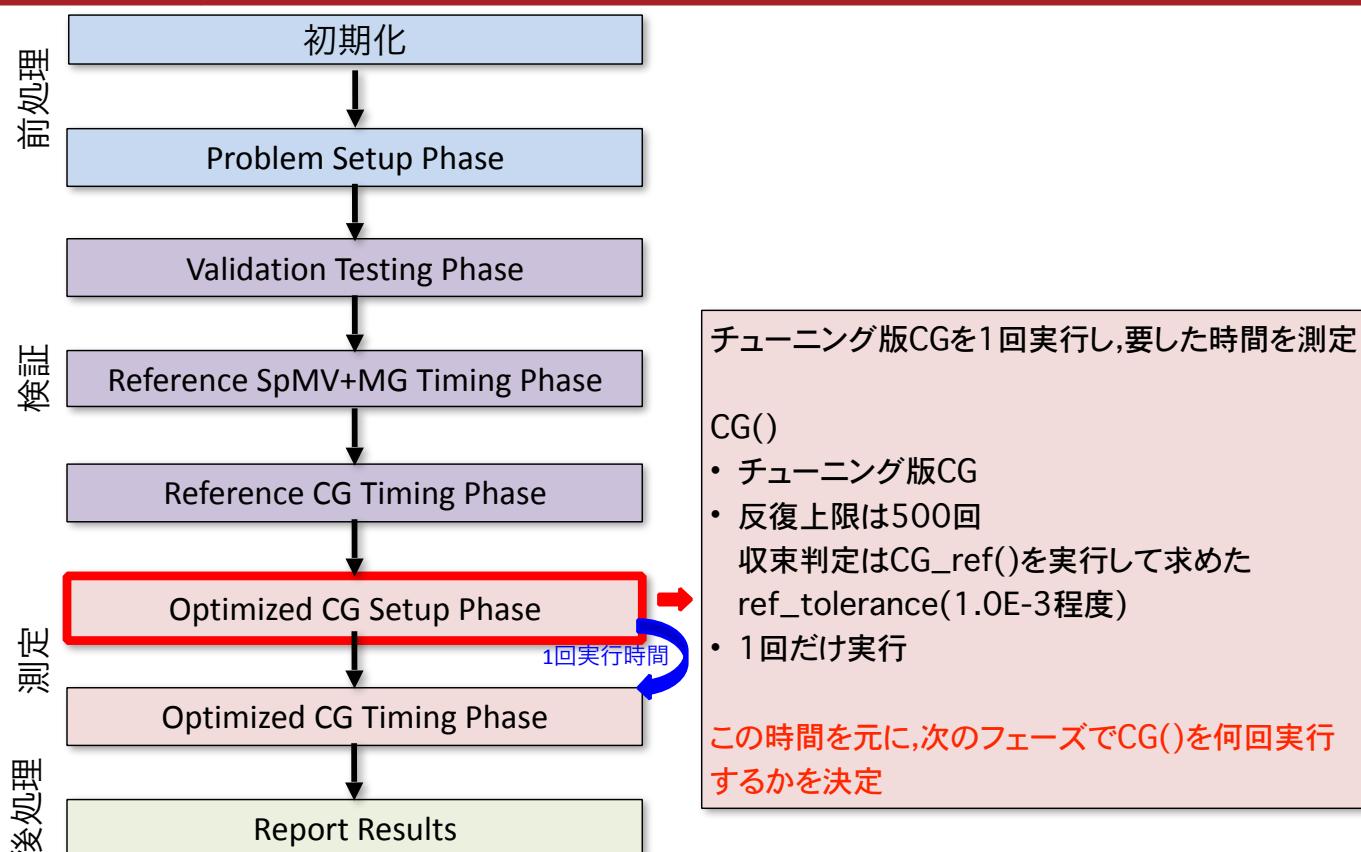 前処理
初期化
Problem Setup Phase
検証
Validation Testing Phase
Reference SpMV+MG Timing Phase
Reference CG Timing Phase
測定
Optimized CG Setup Phase
1回実行時間
Optimized CG Timing Phase
後処理
Report Results
チューニング版CGを1回実行し,要した時間を測定
CG()
• チューニング版CG
• 反復上限は500回
収束判定はCG_ref()を実行して求めた
ref_tolerance(1.0E-3程度)
• 1回だけ実行
この時間を元に,次のフェーズでCG()を何回実行
するかを決定